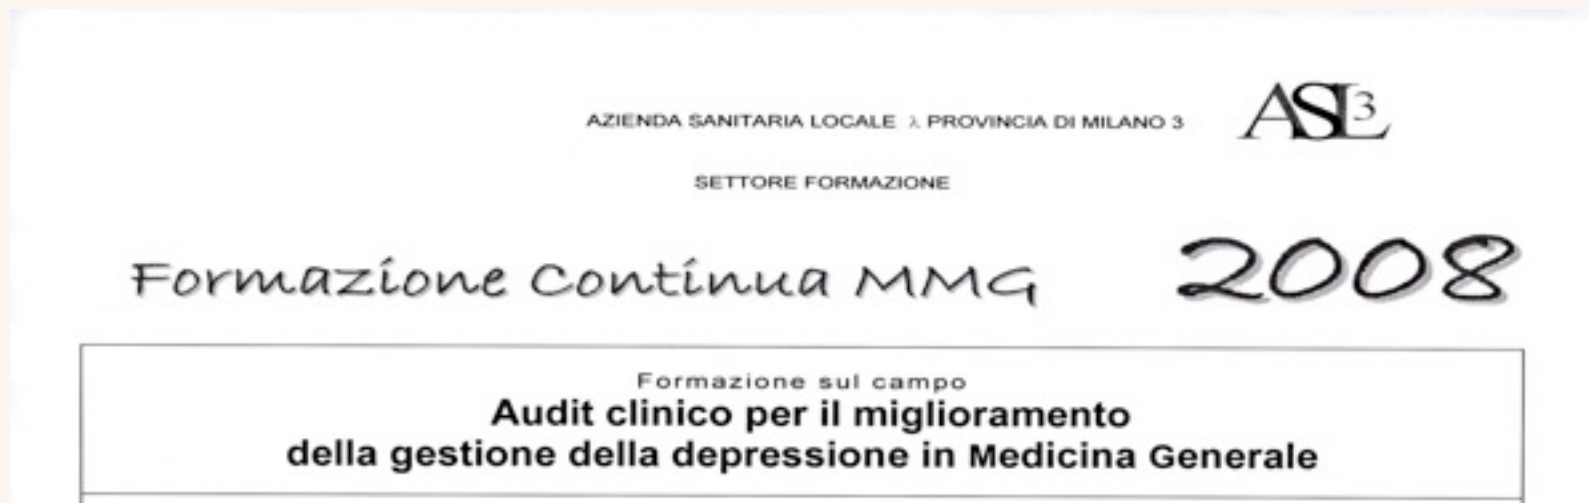 AZIENDA SANITARIA LOCALE λ PROVINCIA DI MILANO 3
ASL3
SETTORE FORMAZIONE
Formazione Continua MMG 2008
Formazione sul campo
Audit clinico per il miglioramento
della gestione della depressione in Medicina Generale